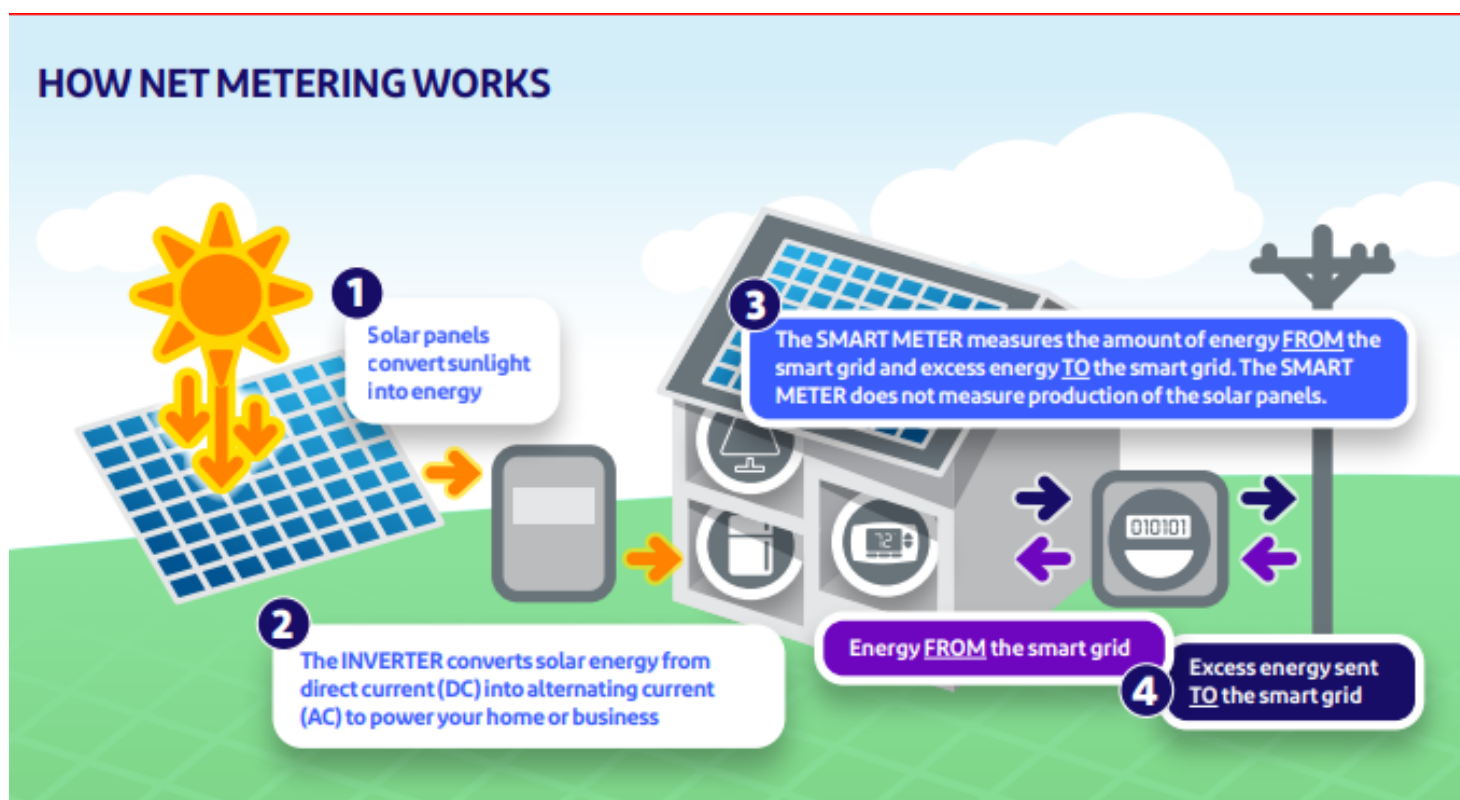 HOW NET METERING WORKS
1
Solar panels
convert sunlight
into energy
2
The INVERTER converts solar energy from
direct current (DC) into alternating current
(AC) to power your home or business
3
The SMART METER measures the amount of energy FROM the
smart grid and excess energy TO the smart grid. The SMART
METER does not measure production of the solar panels.
72
010101
Energy FROM the smart grid
4
Excess energy sent
TO the smart grid